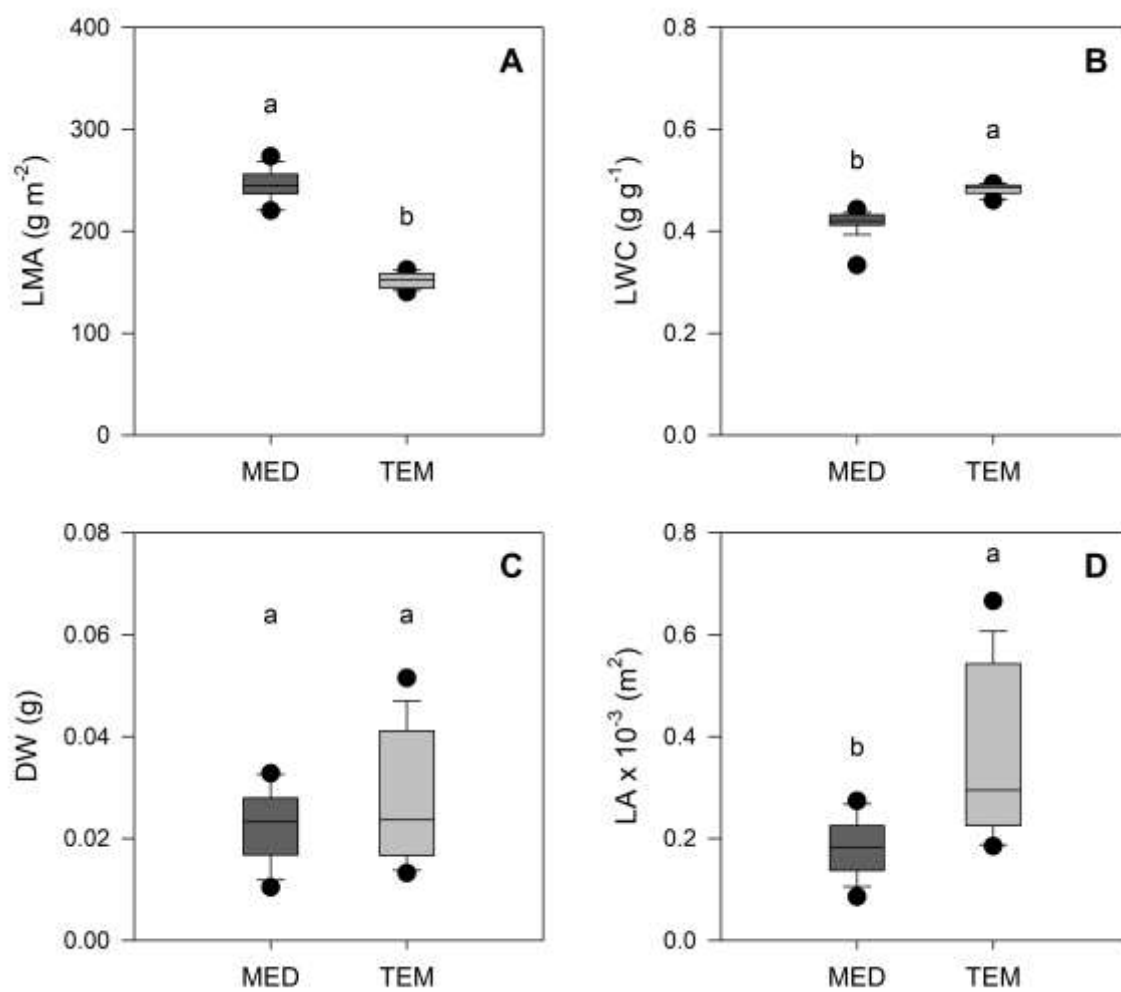 A
LMA (g m⁻²)
400
300
200
100
0
a
b
MED TEM
B
LWC (g g⁻¹)
0.8
0.6
0.4
0.2
0.0
b
a
MED TEM
C
DW (g)
0.08
0.06
0.04
0.02
0.00
a a
MED TEM
D
LA x 10⁻³ (m²)
0.8
0.6
0.4
0.2
0.0
a
b
MED TEM